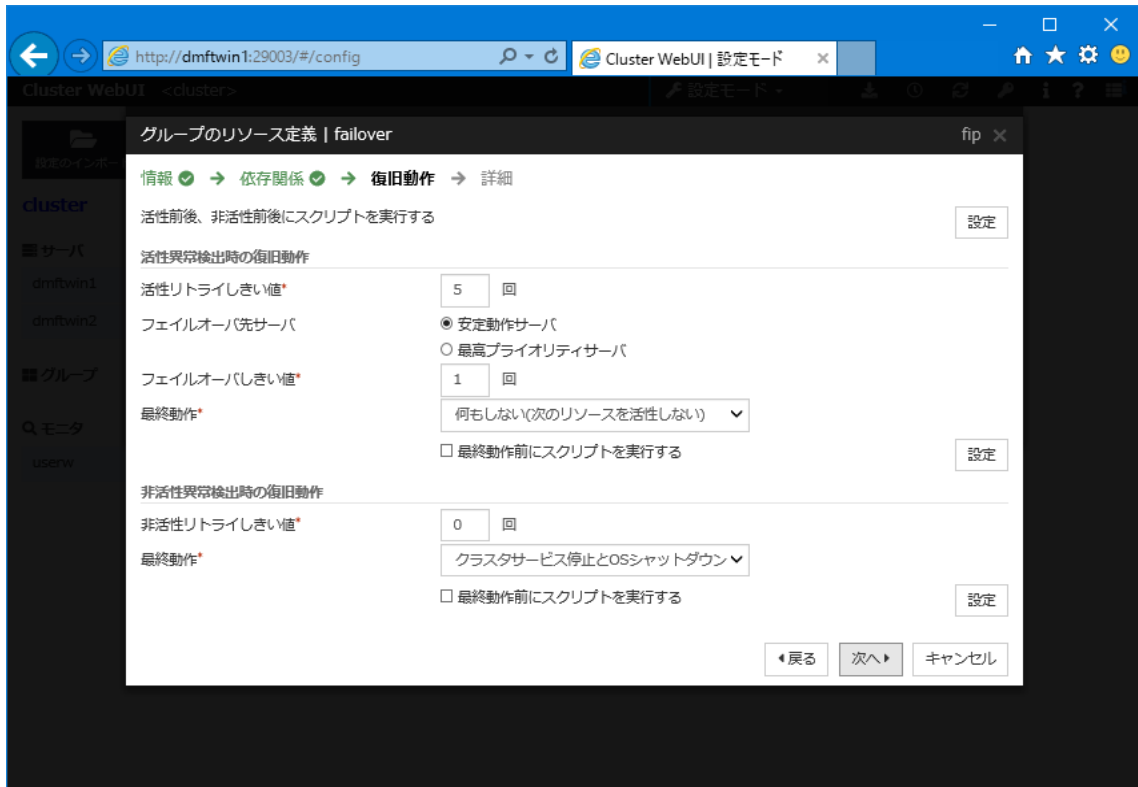 http://dmftwin1:29003/#/config
Cluster WebUI | 設定モード
Cluster WebUI <cluster>
設定モード
グループのリソース定義 | failover
fip
設定のインポート
情報 → 依存関係 → 復旧動作 → 詳細
cluster
活性前後、非活性前後にスクリプトを実行する
設定
サーバ
活性異常検出時の復旧動作
dmftwin1
活性リトライしきい値*
5 回
dmftwin2
フェイルオーバ先サーバ
安定動作サーバ
最高プライオリティサーバ
グループ
フェイルオーバしきい値*
1 回
最終動作*
何もしない(次のリソースを活性しない)
モニタ
最終動作前にスクリプトを実行する
設定
userw
非活性異常検出時の復旧動作
非活性リトライしきい値*
0 回
最終動作*
クラスタサービス停止とOSシャットダウン
最終動作前にスクリプトを実行する
設定
戻る
次へ
キャンセル